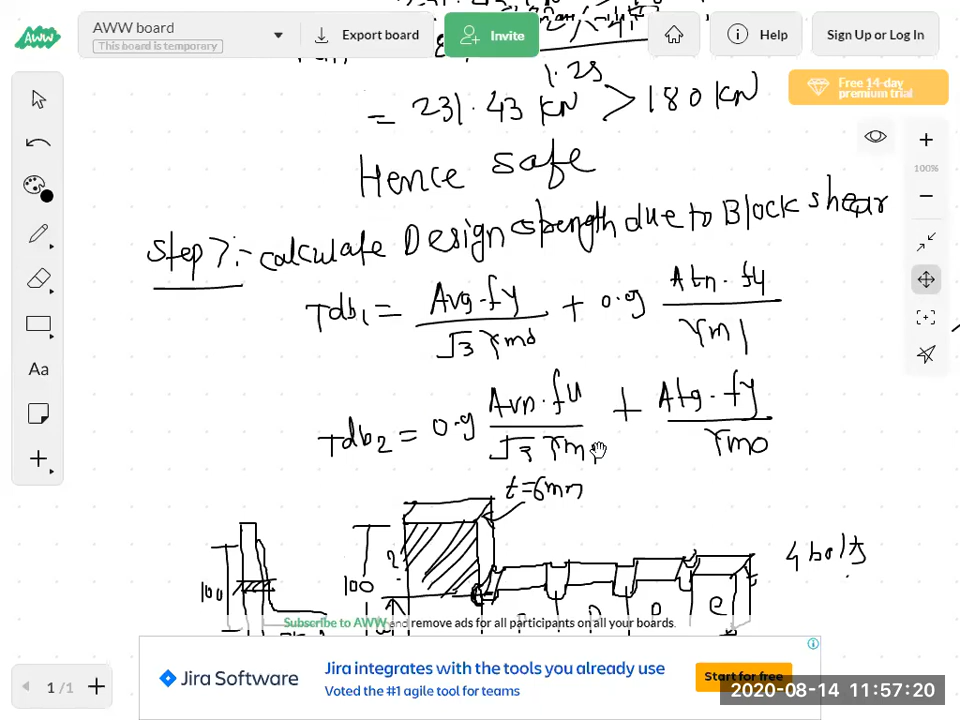 AWW
AWW board
This board is temporary
Export board
Invite
Help
Sign Up or Log In
1.25
Free 14-day
premium trial
= 231.43 kN > 180 kN
100%
Hence safe
Step 7:- calculate Design strength due to Block shear
Tdb1 = Avg.fy / √3 γm0 + 0.9 Atn.fy / γm1
Aa
Tdb2 = 0.9 Avn.fu / √3 γm + Atg.fy / γm0
t=6mm
4 bolts
100
100
e
Subscribe to AWW and remove ads for all participants on all your boards.
Jira Software
Jira integrates with the tools you already use
Voted the #1 agile tool for teams
Start for free
1 /1
2020-08-14 11:57:20